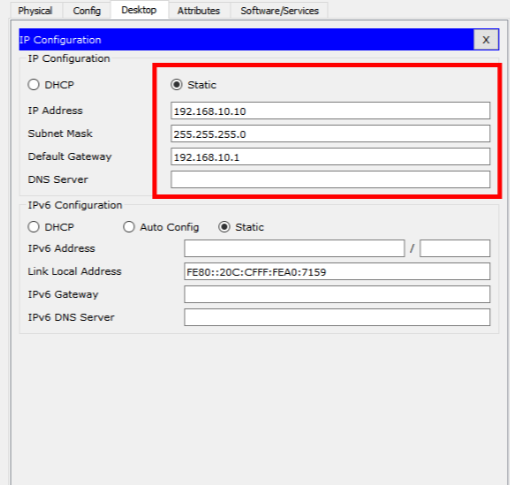 Physical Config Desktop Attributes Software/Services
IP Configuration X
IP Configuration
DHCP Static
IP Address 192.168.10.10
Subnet Mask 255.255.255.0
Default Gateway 192.168.10.1
DNS Server
IPv6 Configuration
DHCP Auto Config Static
IPv6 Address /
Link Local Address FE80::20C:CFFF:FEA0:7159
IPv6 Gateway
IPv6 DNS Server